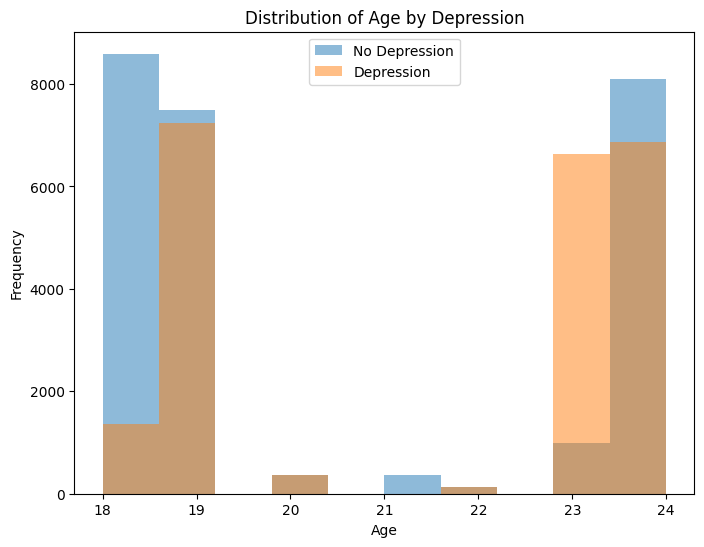 Distribution of Age by Depression
No Depression
Depression
Frequency
8000
6000
4000
2000
0
18 19 20 21 22 23 24
Age